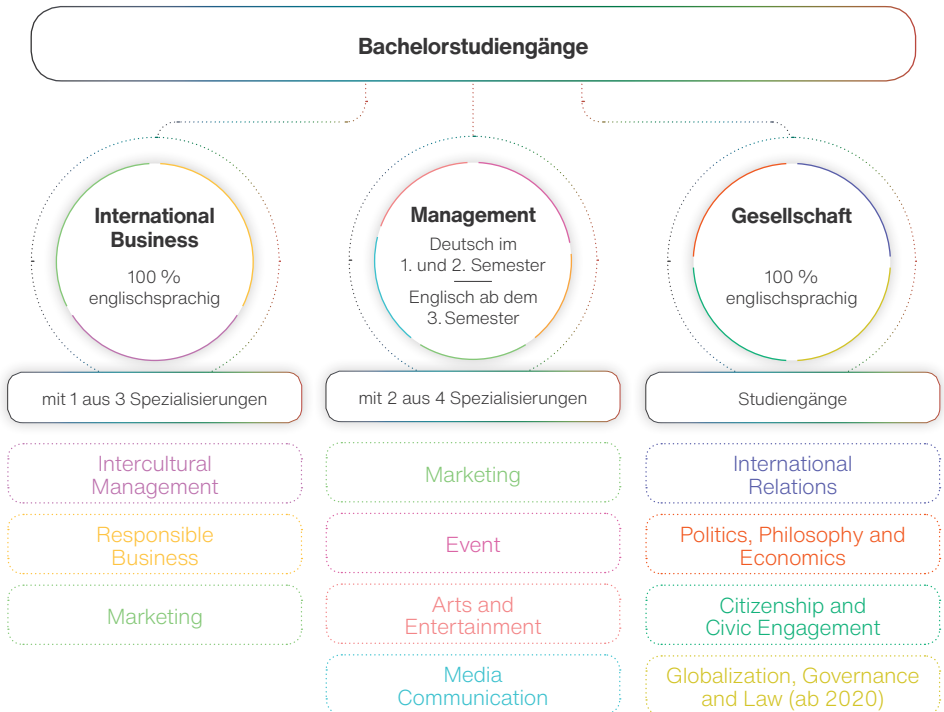 Bachelorstudiengänge
International
Business
100 %
englischsprachig
mit 1 aus 3 Spezialisierungen
Intercultural
Management
Responsible
Business
Marketing
Management
Deutsch im
1. und 2. Semester
Englisch ab dem
3. Semester
mit 2 aus 4 Spezialisierungen
Marketing
Event
Arts and
Entertainment
Media
Communication
Gesellschaft
100 %
englischsprachig
Studiengänge
International
Relations
Politics, Philosophy and
Economics
Citizenship and
Civic Engagement
Globalization, Governance
and Law (ab 2020)